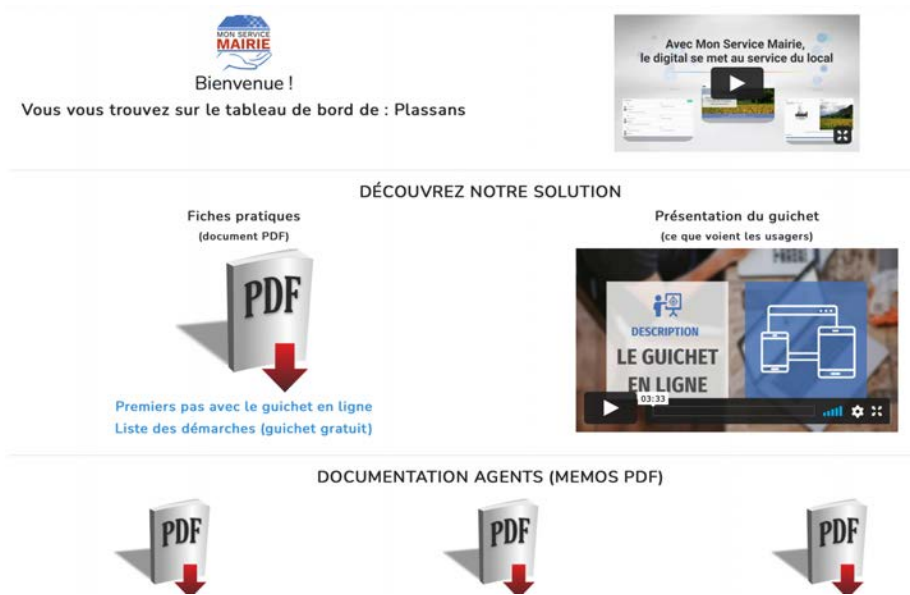 MON SERVICE
MAIRIE
Bienvenue !
Vous vous trouvez sur le tableau de bord de : Plassans
Avec Mon Service Mairie,
le digital se met au service du local
DÉCOUVREZ NOTRE SOLUTION
Fiches pratiques
(document PDF)
PDF
Premiers pas avec le guichet en ligne
Liste des démarches (guichet gratuit)
Présentation du guichet
(ce que voient les usagers)
DESCRIPTION
LE GUICHET
EN LIGNE
03:33
DOCUMENTATION AGENTS (MEMOS PDF)
PDF
PDF
PDF